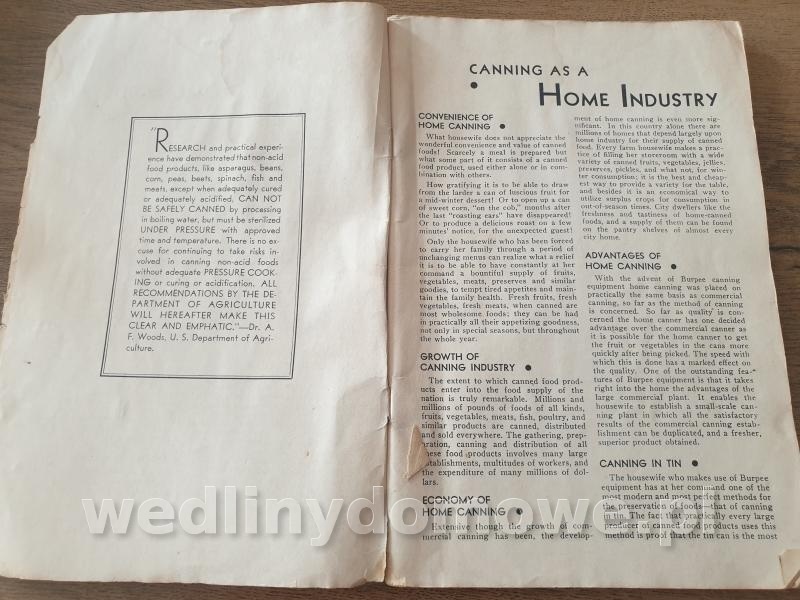 "RESEARCH and practical experi-
ence have demonstrated that non-acid
food products, like asparagus, beans,
corn, peas, beets, spinach, fish and
meats, except when adequately cured
or adequately acidified, CAN NOT
BE SAFELY CANNED by processing
in boiling water, but must be sterilized
UNDER PRESSURE with approved
time and temperature. There is no ex-
cuse for continuing to take risks in-
volved in canning non-acid foods
without adequate PRESSURE COOK-
ING or curing or acidification. ALL
RECOMMENDATIONS BY THE DE-
PARTMENT OF AGRICULTURE
WILL HEREAFTER MAKE THIS
CLEAR AND EMPHATIC."—Dr. A.
F. Woods, U. S. Department of Agri-
culture.
CANNING AS A
HOME INDUSTRY
CONVENIENCE OF
HOME CANNING
What housewife does not appreciate the
wonderful convenience and value of canned
foods! Scarcely a meal is prepared but
what some part of it consists of a canned
food product, used either alone or in com-
bination with others.
How gratifying it is to be able to draw
from the larder a can of luscious fruit for
a mid-winter dessert! Or to open up a can
of sweet corn, "on the cob," months after
the last "roasting ears" have disappeared!
Or to produce a delicious roast on a few
minutes' notice, for the unexpected guest!
Only the housewife who has been forced
to carry her family through a period of
unchanging menus can realize what a relief
it is to be able to have constantly at her
command a bountiful supply of fruits,
vegetables, meats, preserves and similar
goodies, to tempt tired appetites and main-
tain the family health. Fresh fruits, fresh
vegetables, fresh meats, when canned are
most wholesome foods; they can be had
in practically all their appetizing goodness,
not only in special seasons, but throughout
the whole year.
GROWTH OF
CANNING INDUSTRY
The extent to which canned food prod-
ucts enter into the food supply of the
nation is truly remarkable. Millions and
millions of pounds of foods of all kinds,
fruits, vegetables, meats, fish, poultry, and
similar products are canned, distributed
and sold everywhere. The gathering, prep-
aration, canning and distribution of all
these food products involves many large
establishments, multitudes of workers, and
the expenditure of many millions of dol-
lars.
ECONOMY OF
HOME CANNING
Extensive though the growth of com-
mercial canning has been, the develop-
ment of home canning is even more sig-
nificant. In this country alone there are
millions of homes that depend largely upon
home industry for their supply of canned
food. Every farm housewife makes a prac-
tice of filling her storeroom with a wide
variety of canned fruits, vegetables, jellies,
preserves, pickles, and what not, for win-
ter consumption; it is the best and cheap-
est way to provide a variety for the table,
and besides it is an economical way to
utilize surplus crops for consumption in
out-of-season times. City dwellers like the
freshness and tastiness of home-canned
foods, and a supply of them can be found
on the pantry shelves of almost every
city home.
ADVANTAGES OF
HOME CANNING
With the advent of Burpee canning
equipment home canning was placed on
practically the same basis as commercial
canning, so far as the method of canning
is concerned. So far as quality is con-
cerned the home canner has one decided
advantage over the commercial canner as
it is possible for the home canner to get
the fruit or vegetables in the cans more
quickly after being picked. The speed with
which this is done has a marked effect on
the quality. One of the outstanding fea-
tures of Burpee equipment is that it takes
right into the home the advantages of the
large commercial plant. It enables the
housewife to establish a small-scale can-
ning plant in which all the satisfactory
results of the commercial canning estab-
lishment can be duplicated, and a fresher,
superior product obtained.
CANNING IN TIN
The housewife who makes use of Burpee
equipment has at her command one of the
most modern and most perfect methods for
the preservation of foods—that of canning
in tin. The fact that practically every large
producer of canned food products uses this
method is proof that the tin can is the most
wedlinydomowe.pl